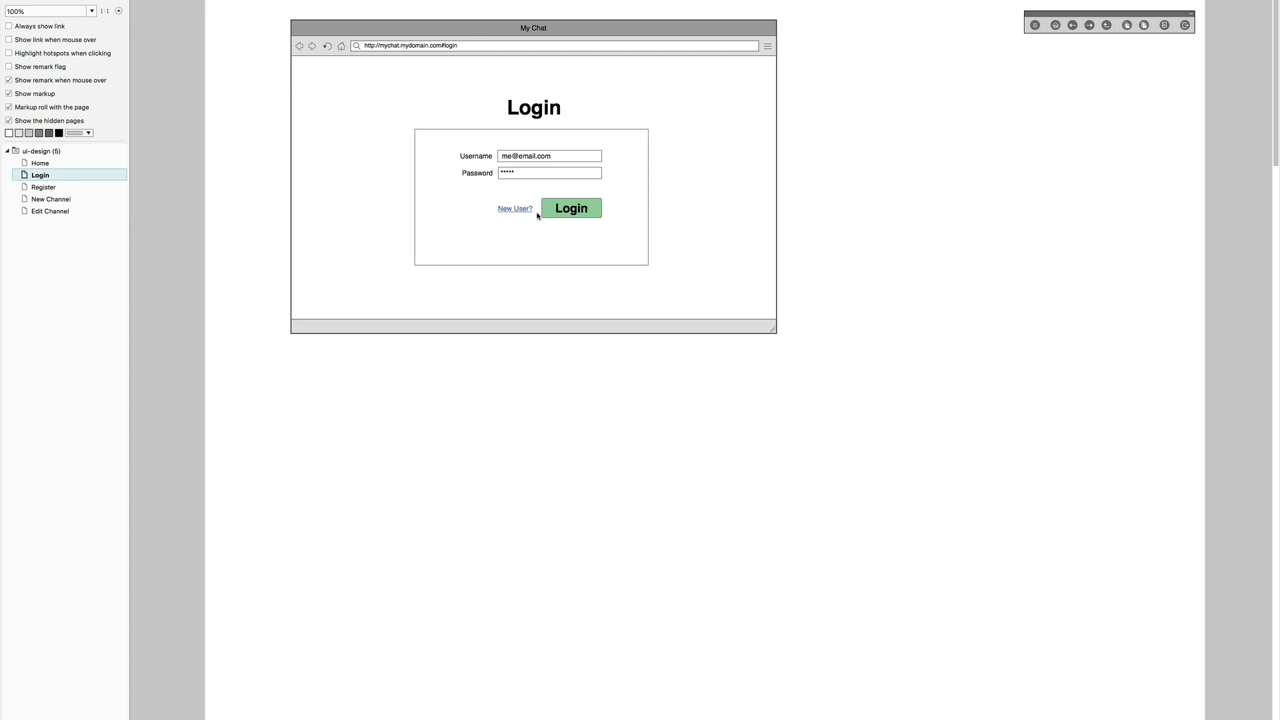 100%
1:1
Always show link
Show link when mouse over
Highlight hotspots when clicking
Show remark flag
Show remark when mouse over
Show markup
Markup roll with the page
Show the hidden pages
ui-design (5)
Home
Login
Register
New Channel
Edit Channel
My Chat
http://mychat.mydomain.com#login
Login
Username me@email.com
Password *****
New User? Login